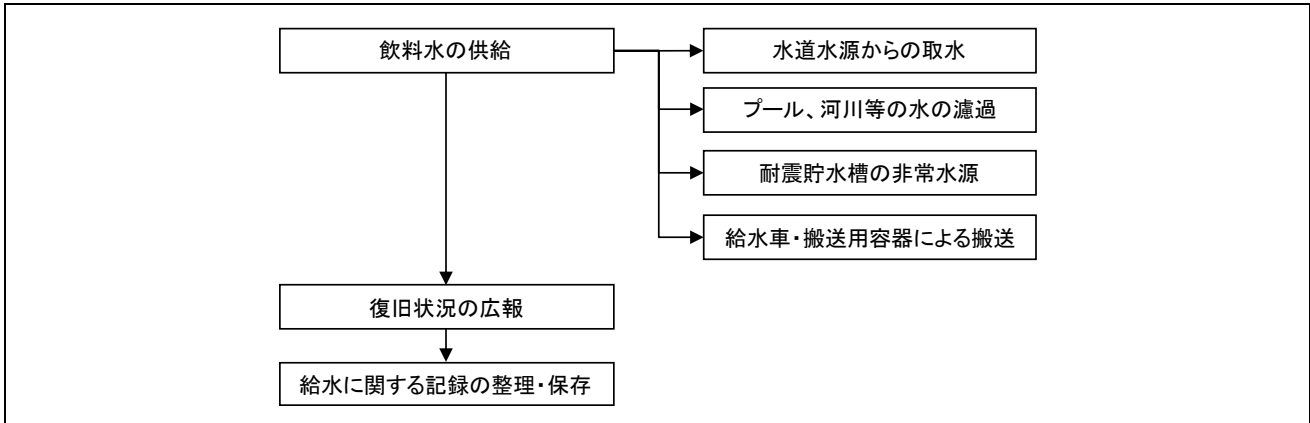 飲料水の供給
水道水源からの取水
プール、河川等の水の濾過
耐震貯水槽の非常水源
給水車・搬送用容器による搬送
復旧状況の広報
給水に関する記録の整理・保存